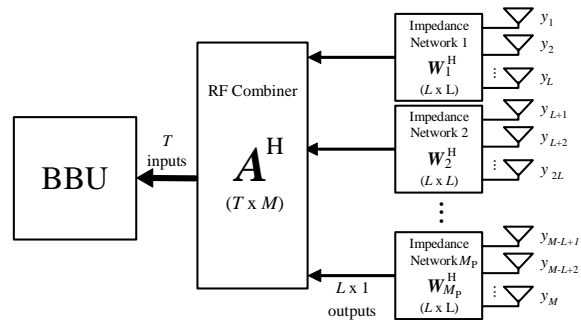 BBU
T
inputs
RF Combiner
A^H
(T x M)
L x 1
outputs
Impedance
Network 1
W_1^H
(L x L)
Impedance
Network 2
W_2^H
(L x L)
⋮
Impedance
Network M_P
W_{M_P}^H
(L x L)
y_1
y_2
⋮
y_L
y_{L+1}
y_{L+2}
⋮
y_{2L}
y_{M-L+1}
y_{M-L+2}
⋮
y_M